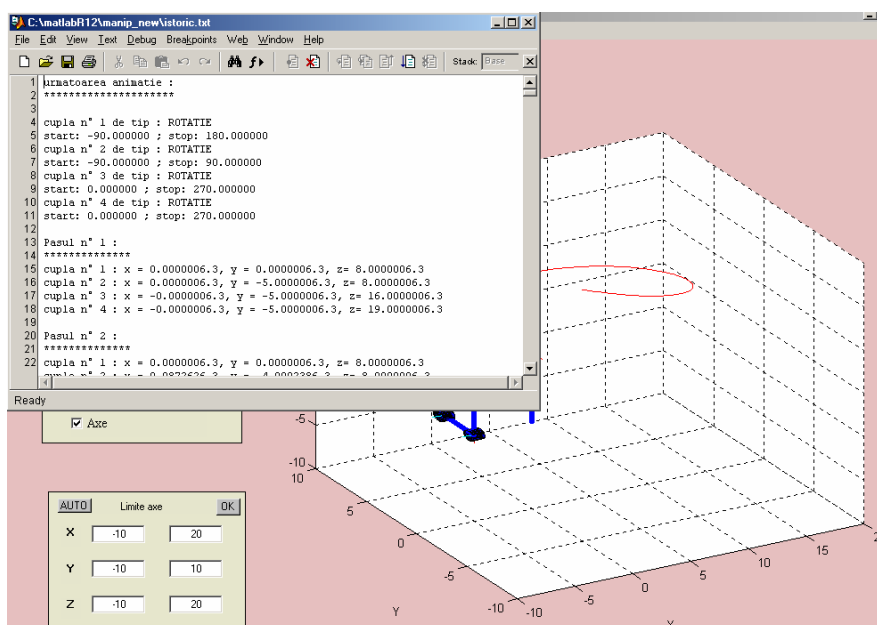 C:\matlabR12\manip_new\istoric.txt
File Edit View Text Debug Breakpoints Web Window Help
Stack: Base
1 urmatoarea animatie :
2 **********************
3
4 cupla n° 1 de tip : ROTATIE
5 start: -90.000000 ; stop: 180.000000
6 cupla n° 2 de tip : ROTATIE
7 start: -90.000000 ; stop: 90.000000
8 cupla n° 3 de tip : ROTATIE
9 start: 0.000000 ; stop: 270.000000
10 cupla n° 4 de tip : ROTATIE
11 start: 0.000000 ; stop: 270.000000
12
13 Pasul n° 1 :
14 **************
15 cupla n° 1 : x = 0.0000006.3, y = 0.0000006.3, z= 8.0000006.3
16 cupla n° 2 : x = 0.0000006.3, y = -5.0000006.3, z= 8.0000006.3
17 cupla n° 3 : x = -0.0000006.3, y = -5.0000006.3, z= 16.0000006.3
18 cupla n° 4 : x = -0.0000006.3, y = -5.0000006.3, z= 19.0000006.3
19
20 Pasul n° 2 :
21 **************
22 cupla n° 1 : x = 0.0000006.3, y = 0.0000006.3, z= 8.0000006.3
Ready
Axe
AUTO Limite axe OK
X -10 20
Y -10 10
Z -10 20
-5
-10
10
5
0
-5
-10
Y
-10
-5
0
5
10
15